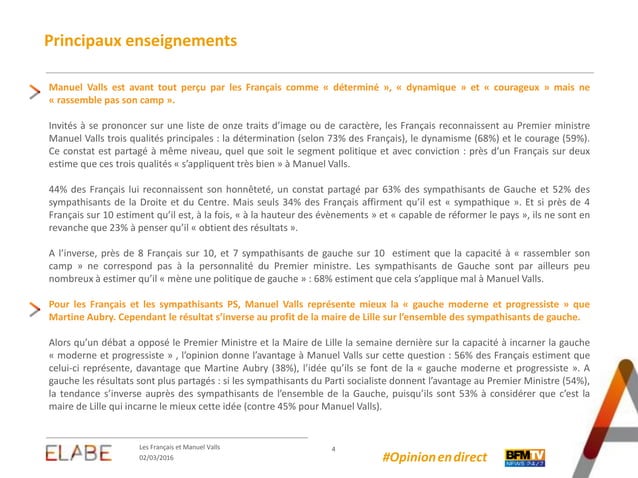 Principaux enseignements
Manuel Valls est avant tout perçu par les Français comme « déterminé », « dynamique » et « courageux » mais ne
« rassemble pas son camp ».
Invités à se prononcer sur une liste de onze traits d’image ou de caractère, les Français reconnaissent au Premier ministre
Manuel Valls trois qualités principales : la détermination (selon 73% des Français), le dynamisme (68%) et le courage (59%).
Ce constat est partagé à même niveau, quel que soit le segment politique et avec conviction : près d’un Français sur deux
estime que ces trois qualités « s’appliquent très bien » à Manuel Valls.
44% des Français lui reconnaissent son honnêteté, un constat partagé par 63% des sympathisants de Gauche et 52% des
sympathisants de la Droite et du Centre. Mais seuls 34% des Français affirment qu’il est « sympathique ». Et si près de 4
Français sur 10 estiment qu’il est, à la fois, « à la hauteur des évènements » et « capable de réformer le pays », ils ne sont en
revanche que 23% à penser qu’il « obtient des résultats ».
A l’inverse, près de 8 Français sur 10, et 7 sympathisants de gauche sur 10 estiment que la capacité à « rassembler son
camp » ne correspond pas à la personnalité du Premier ministre. Les sympathisants de Gauche sont par ailleurs peu
nombreux à estimer qu’il « mène une politique de gauche » : 68% estiment que cela s’applique mal à Manuel Valls.
Pour les Français et les sympathisants PS, Manuel Valls représente mieux la « gauche moderne et progressiste » que
Martine Aubry. Cependant le résultat s’inverse au profit de la maire de Lille sur l’ensemble des sympathisants de gauche.
Alors qu’un débat a opposé le Premier Ministre et la Maire de Lille la semaine dernière sur la capacité à incarner la gauche
« moderne et progressiste » , l’opinion donne l’avantage à Manuel Valls sur cette question : 56% des Français estiment que
celui-ci représente, davantage que Martine Aubry (38%), l’idée qu’ils se font de la « gauche moderne et progressiste ». A
gauche les résultats sont plus partagés : si les sympathisants du Parti socialiste donnent l’avantage au Premier Ministre (54%),
la tendance s’inverse auprès des sympathisants de l’ensemble de la Gauche, puisqu’ils sont 53% à considérer que c’est la
maire de Lille qui incarne le mieux cette idée (contre 45% pour Manuel Valls).
ELABE
Les Français et Manuel Valls
02/03/2016
4
#Opinion en direct
BFMTV
NEWS 24/7